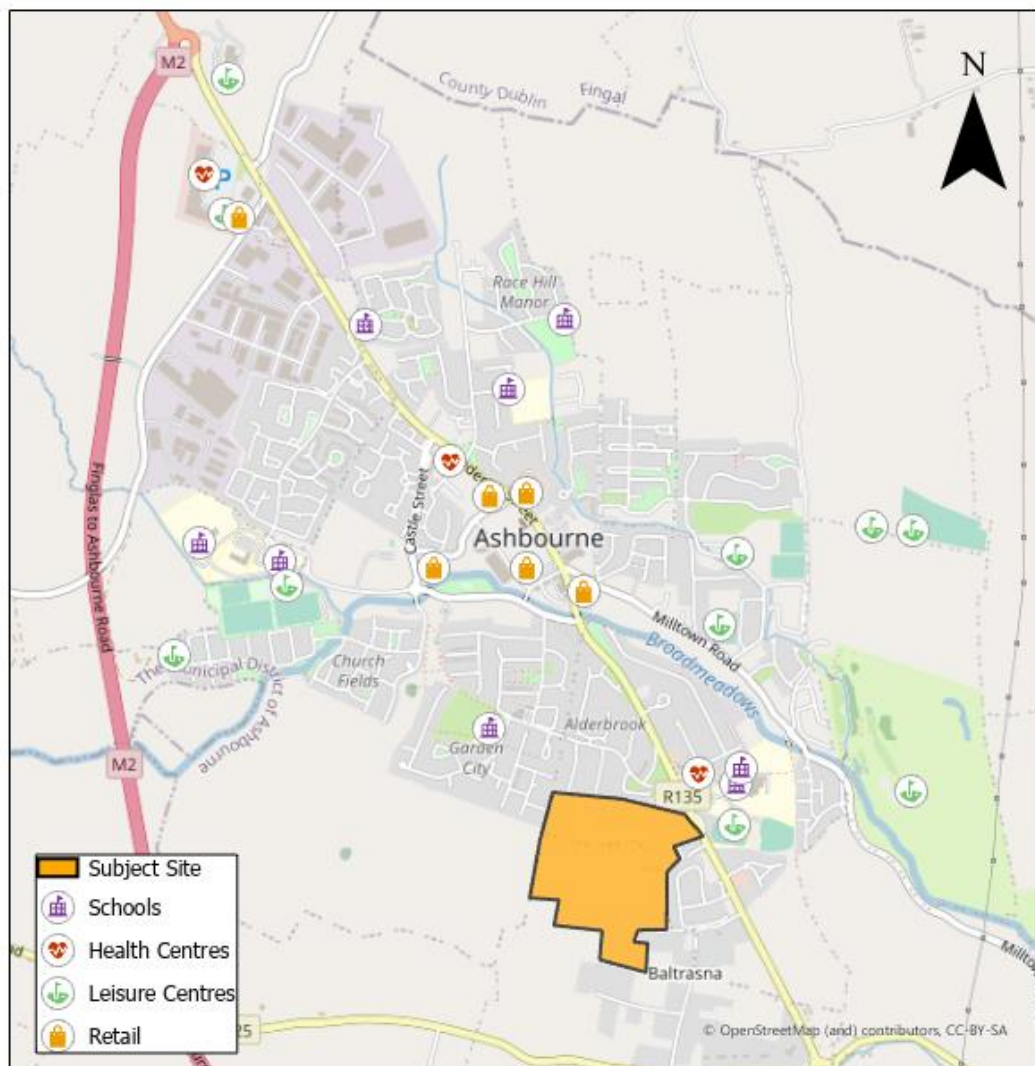 M2
County Dublin
Fingal
N
P
Race Hill
Manor
Castle Street
Ashbourne
Finglas to Ashbourne Road
Milltown Road
Broadmeadows
The Municipal District of Ashbourne
Church
Fields
Alderbrook
Garden
City
M2
R135
Subject Site
Schools
Health Centres
Leisure Centres
Retail
Baltrasna
© OpenStreetMap (and) contributors, CC-BY-SA